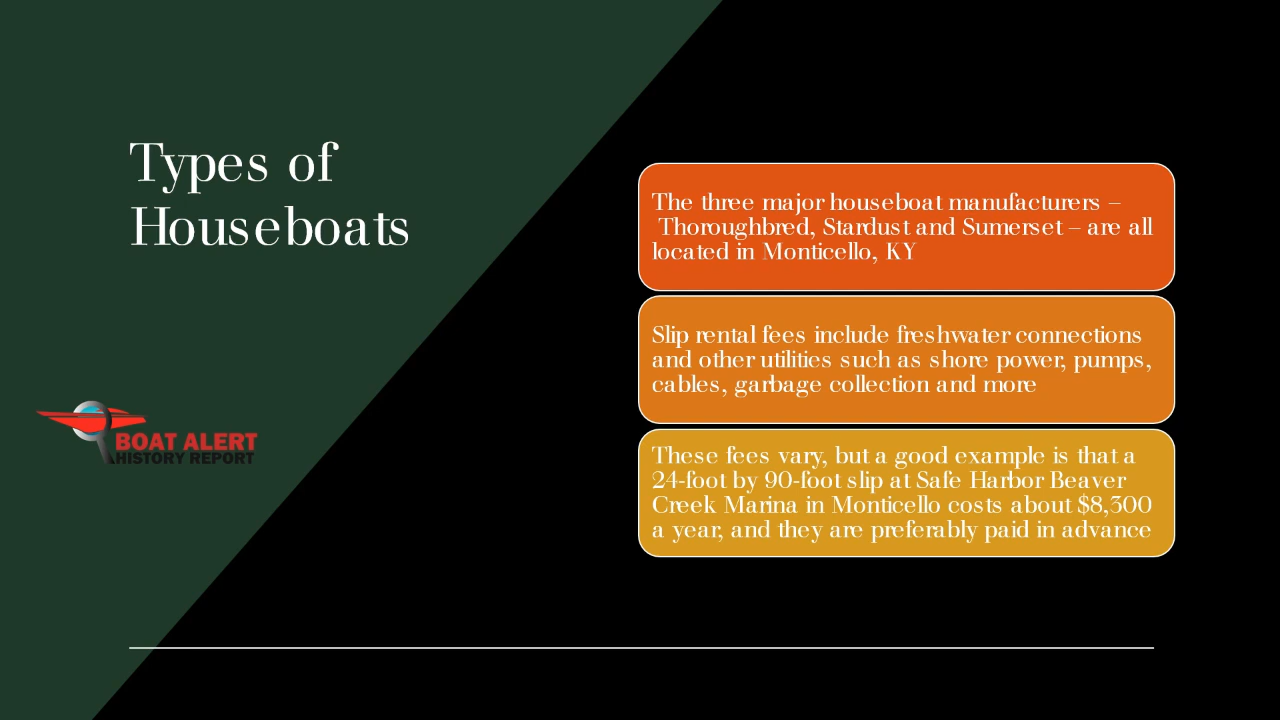 Types of
Houseboats
BOAT ALERT
HISTORY REPORT
The three major houseboat manufacturers –
Thoroughbred, Stardust and Sumerset – are all
located in Monticello, KY
Slip rental fees include freshwater connections
and other utilities such as shore power, pumps,
cables, garbage collection and more
These fees vary, but a good example is that a
24-foot by 90-foot slip at Safe Harbor Beaver
Creek Marina in Monticello costs about $8,300
a year, and they are preferably paid in advance